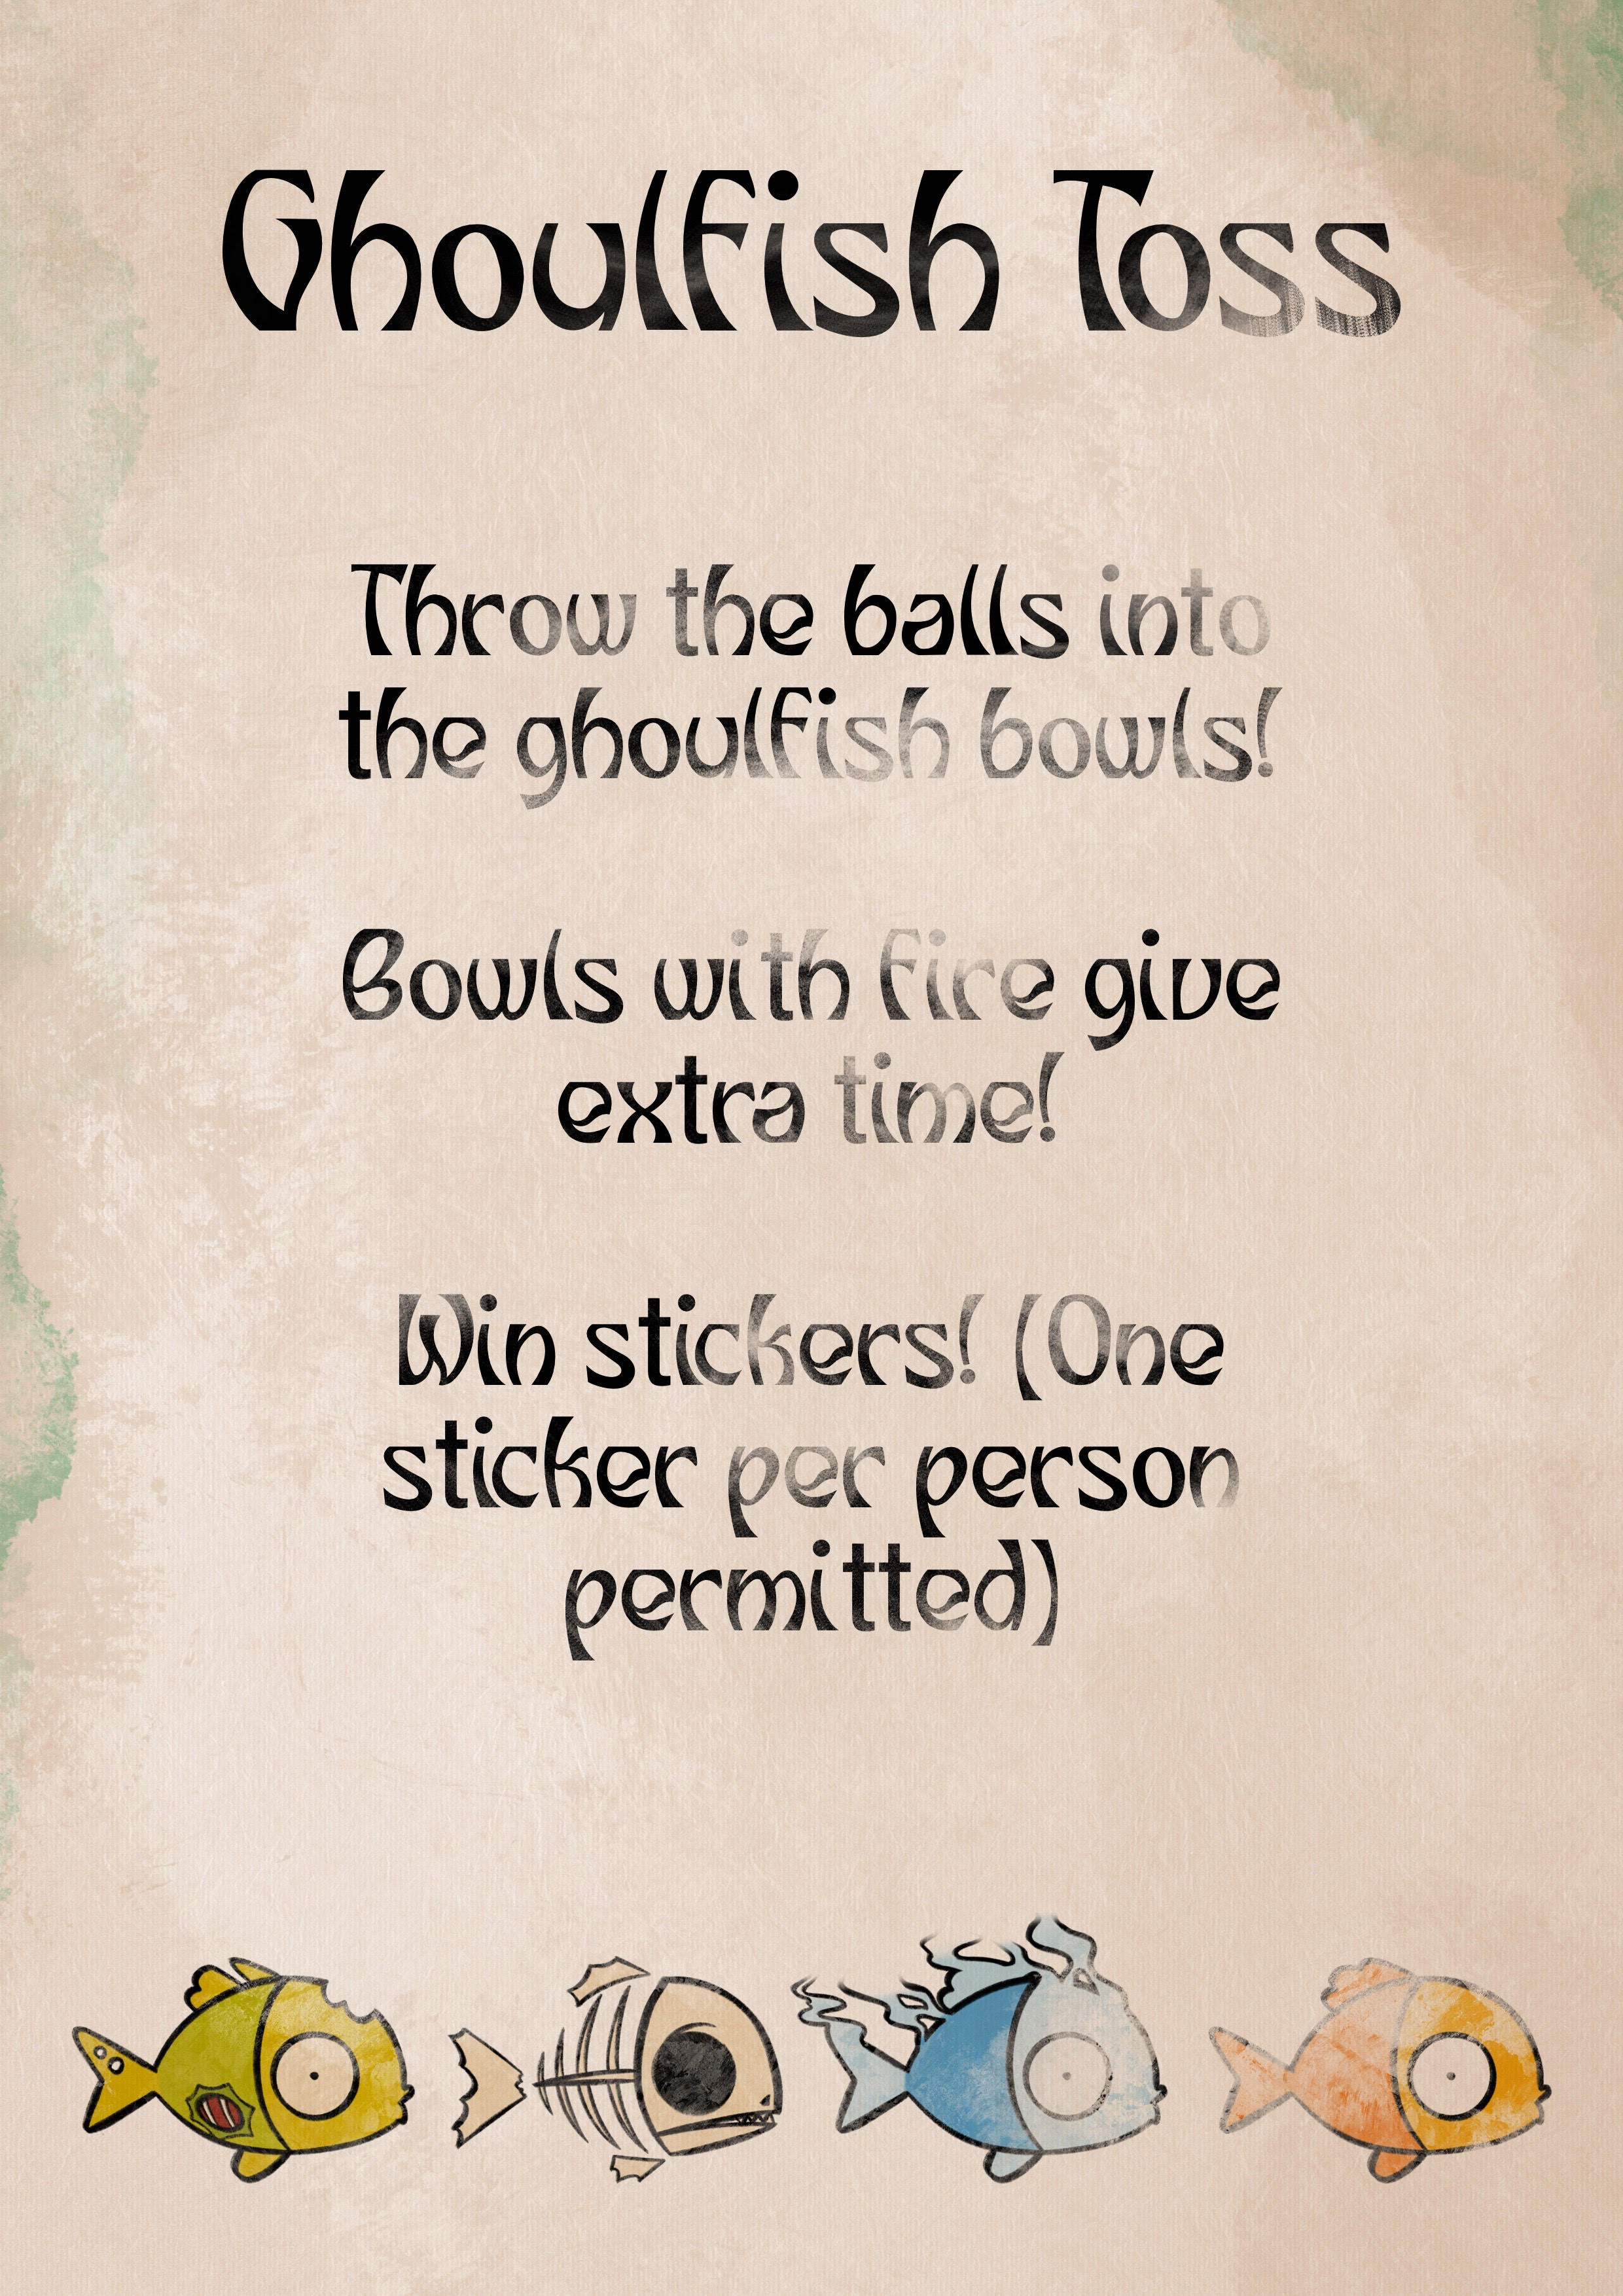 Ghoulfish Toss
Throw the balls into
the ghoulfish bowls!
Bowls with fire give
extra time!
Win stickers! (One
sticker per person
permitted)